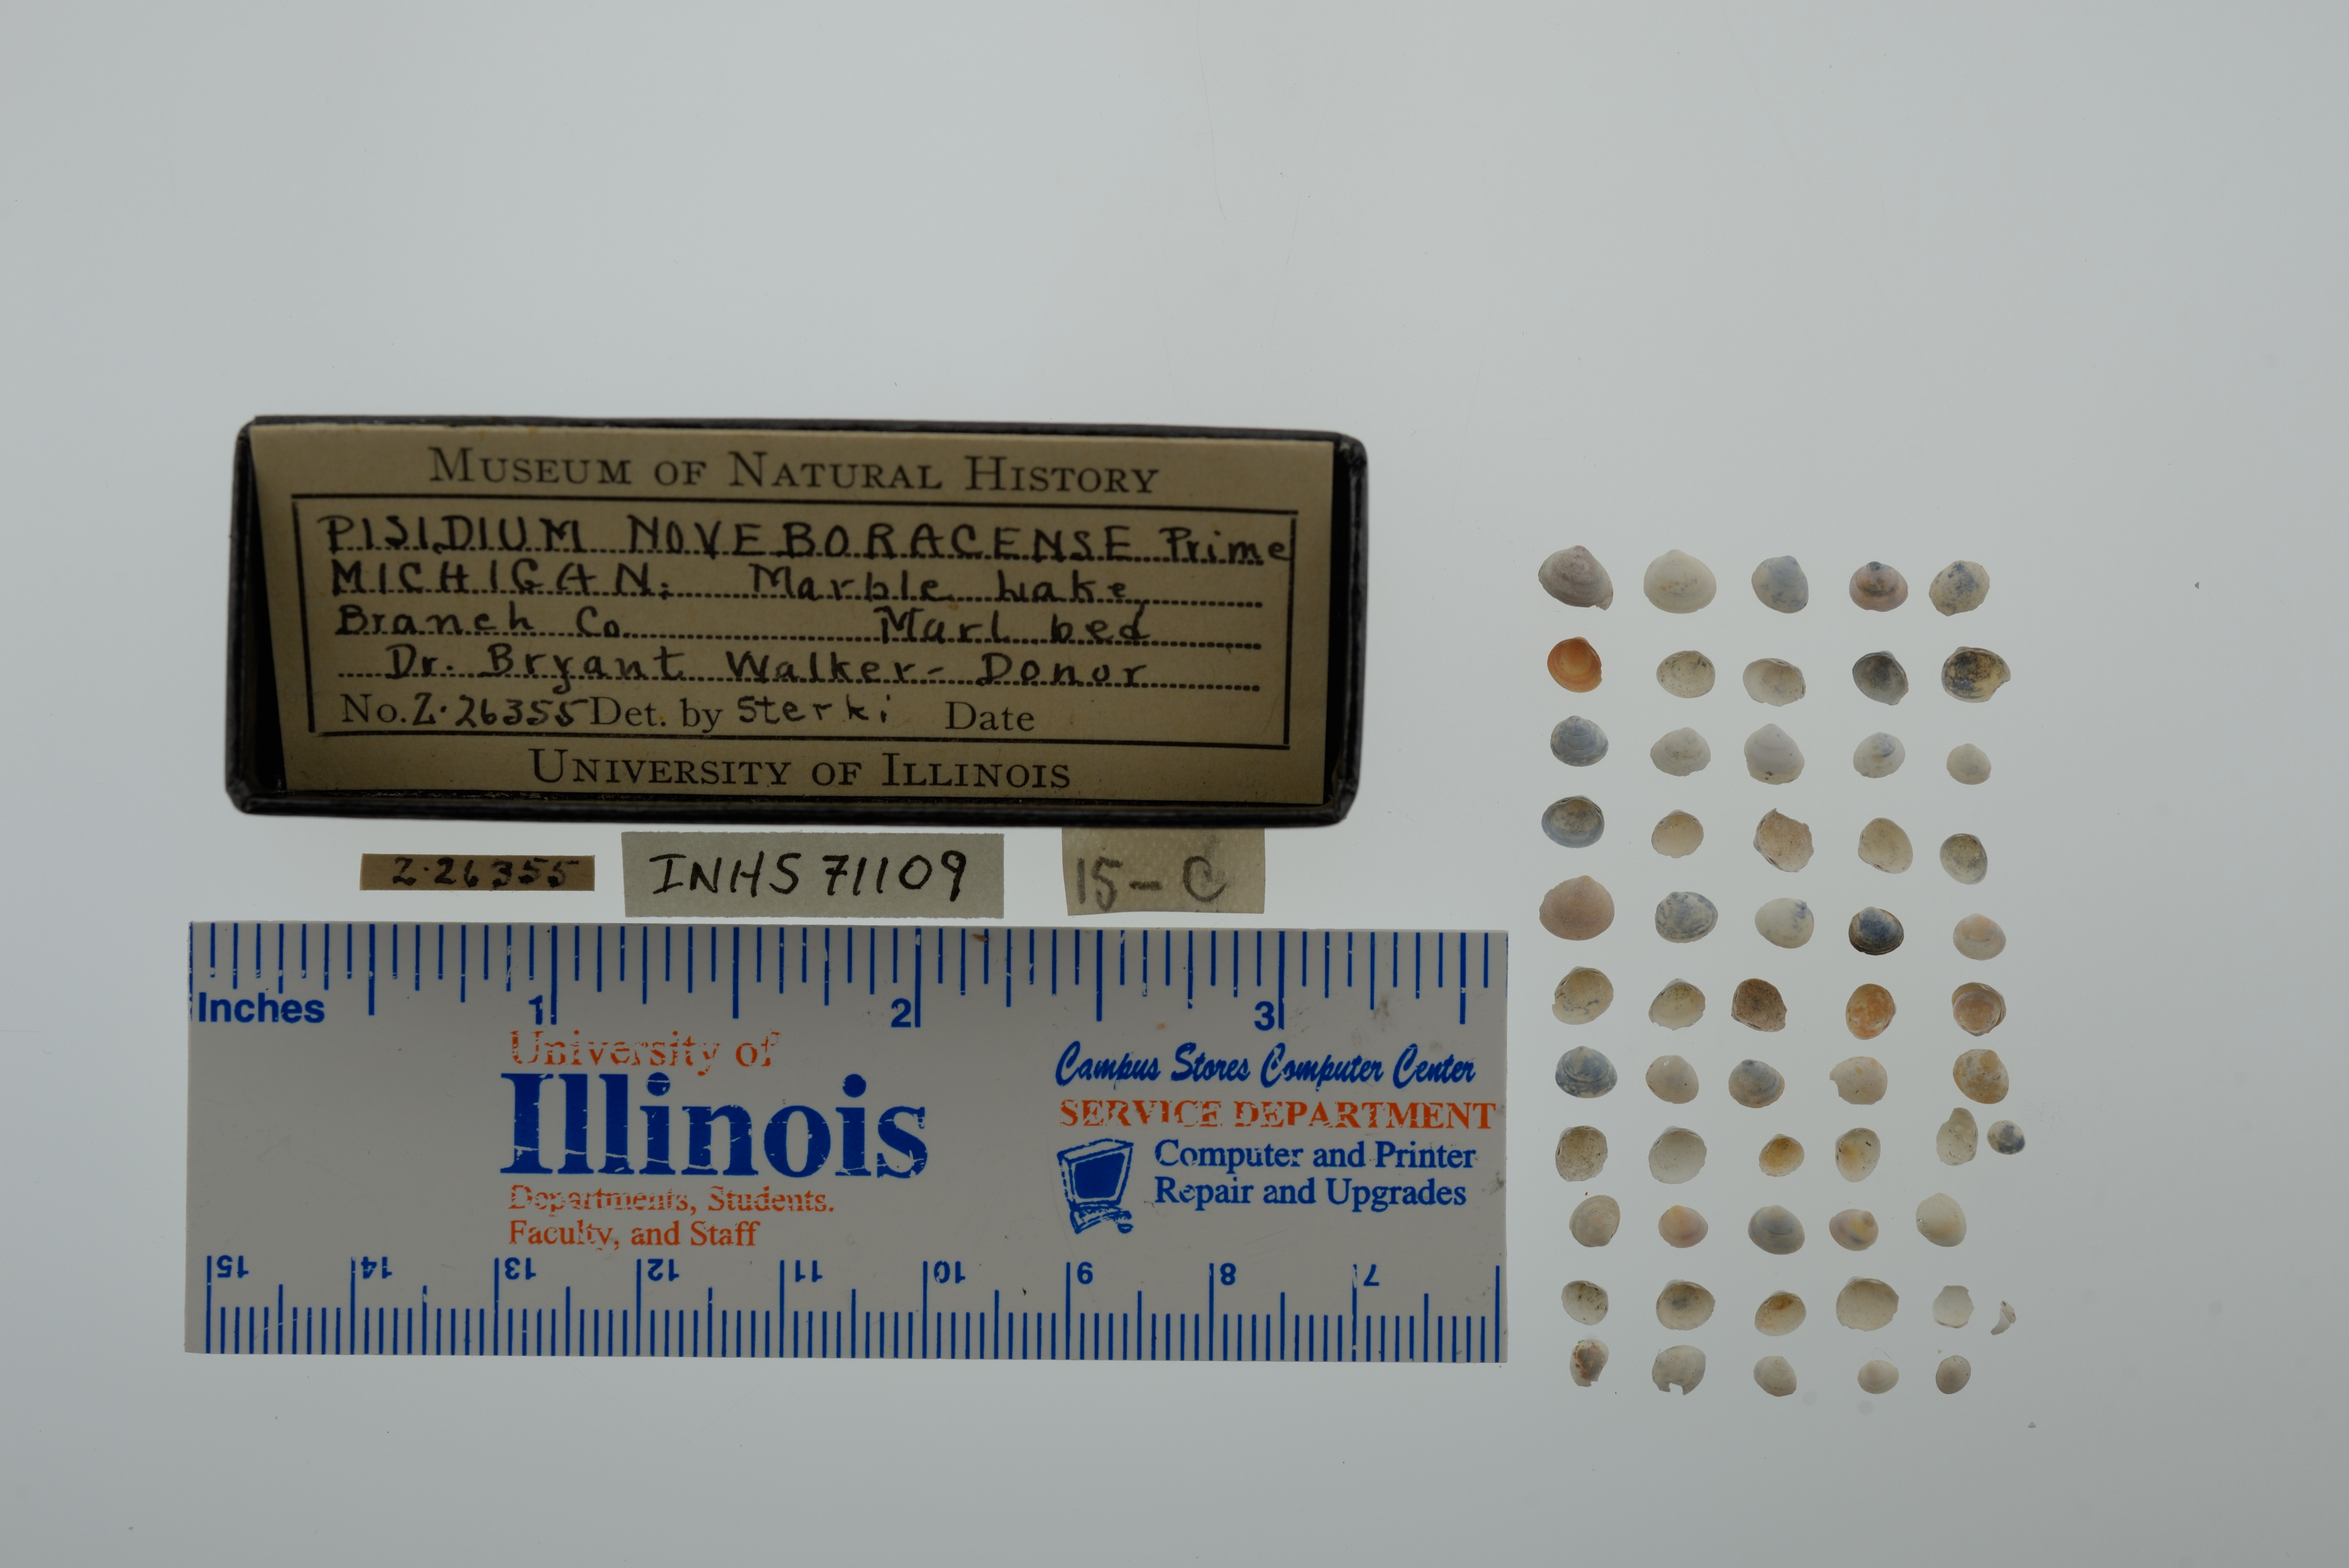 MUSEUM OF NATURAL HISTORY
PISIDIUM NOVEBORACENSE Prime
MICHIGAN: Marble Lake,
Branch Co. Marl bed
Dr. Bryant Walker - Donor
No. Z.26355 Det. by Sterki Date
UNIVERSITY OF ILLINOIS
Z.26355
INHS 71109
15-C
Inches 1 2 3
University of
Illinois
Departments, Students.
Faculty, and Staff
Campus Stores Computer Center
SERVICE DEPARTMENT
Computer and Printer
Repair and Upgrades
15 14 13 12 11 10 9 8 7